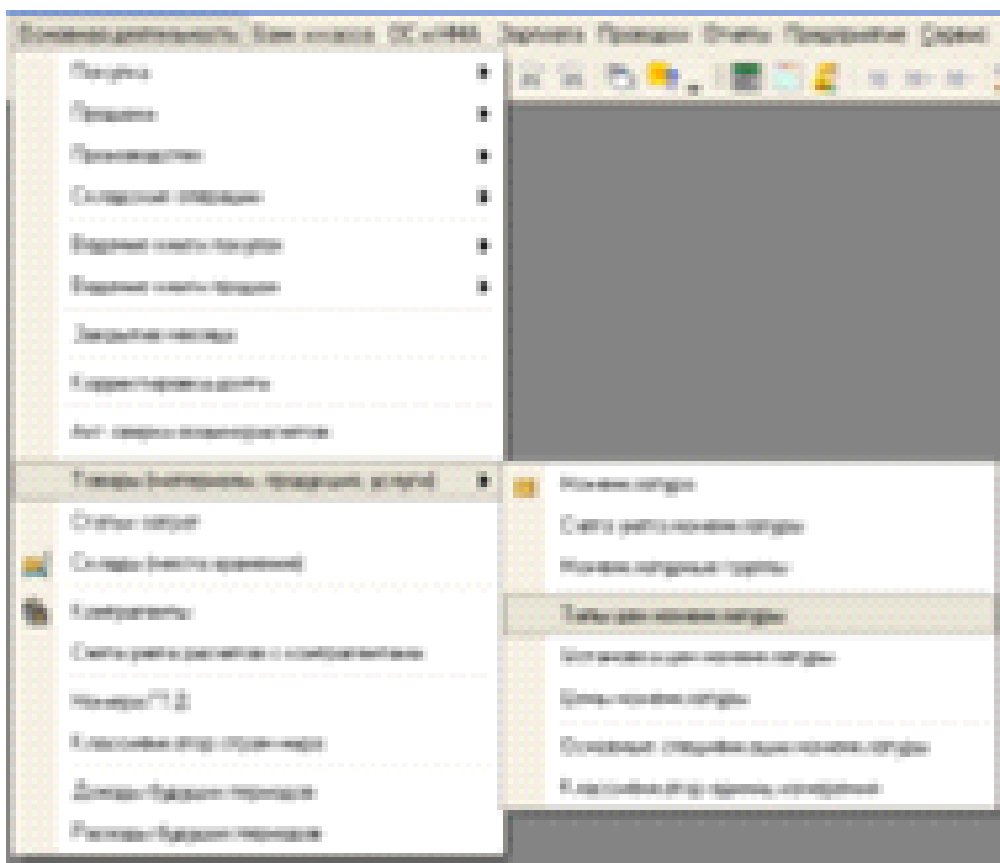 Основная деятельность Банк и касса ОС и НМА Зарплата Проводки Отчеты Предприятие Сервис
Покупка
Продажа
Производство
Складские операции
Ведение книги покупок
Ведение книги продаж
Закрытие месяца
Корректировка долга
Акт сверки взаиморасчетов
Товары (материалы, продукция, услуги)
Номенклатура
Статьи затрат
Счета учета номенклатуры
Склады (места хранения)
Номенклатурные группы
Контрагенты
Типы цен номенклатуры
Счета учета расчетов с контрагентами
Установка цен номенклатуры
Номера ГТД
Цены номенклатуры
Классификатор стран мира
Основные спецификации номенклатуры
Доходы будущих периодов
Классификатор единиц измерения
Расходы будущих периодов